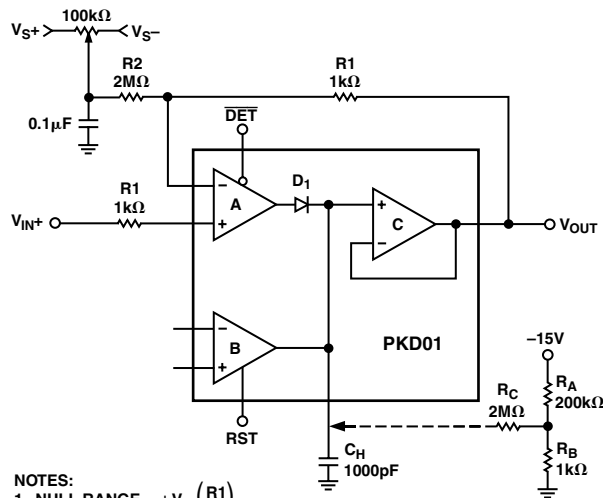 100kΩ
VS+
VS−
R2
2MΩ
R1
1kΩ
0.1μF
DET
D1
R1
1kΩ
VIN+
−
A
+
+
C
−
VOUT
−
B
+
PKD01
−15V
RA
200kΩ
RC
2MΩ
RB
1kΩ
RST
CH
1000pF
NOTES: